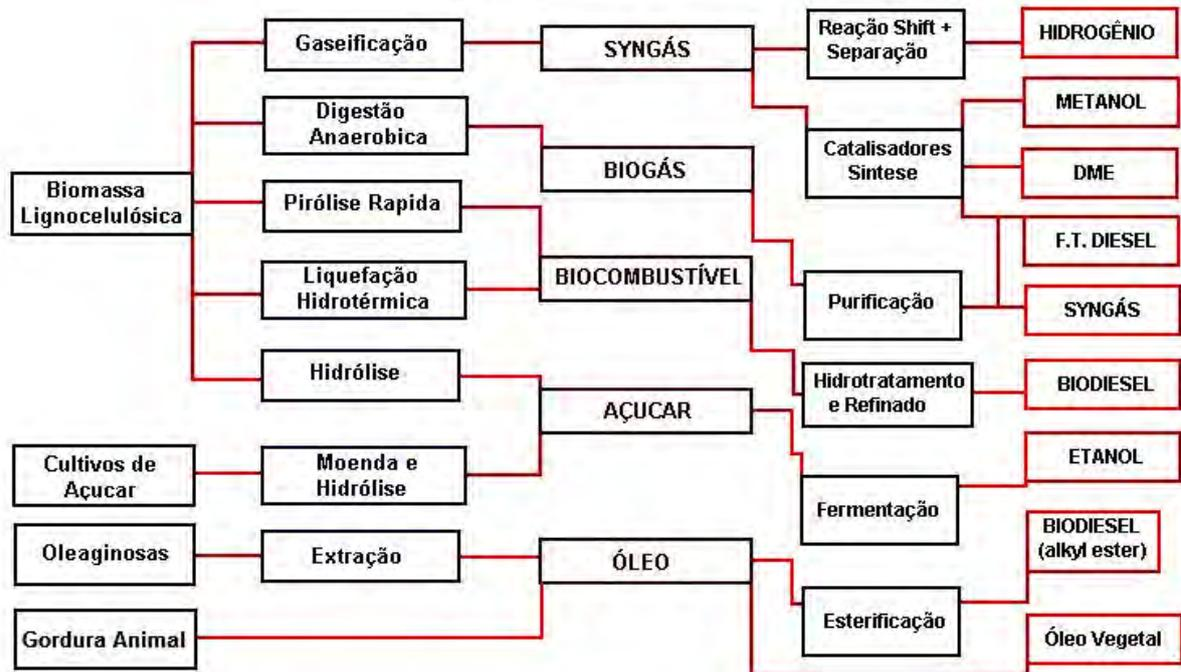 Gaseificação
SYNGÁS
Reação Shift +
Separação
HIDROGÊNIO
METANOL
Digestão
Anaerobica
BIOGÁS
Catalisadores
Sintese
DME
Biomassa
Lignocelulósica
Pirólise Rapida
F.T. DIESEL
Liquefação
Hidrotérmica
BIOCOMBUSTÍVEL
Purificação
SYNGÁS
Hidrólise
AÇUCAR
Hidrotratamento
e Refinado
BIODIESEL
Cultivos de
Açucar
Moenda e
Hidrólise
ETANOL
Fermentação
Oleaginosas
Extração
ÓLEO
BIODIESEL
(alkyl ester)
Esterificação
Gordura Animal
Óleo Vegetal